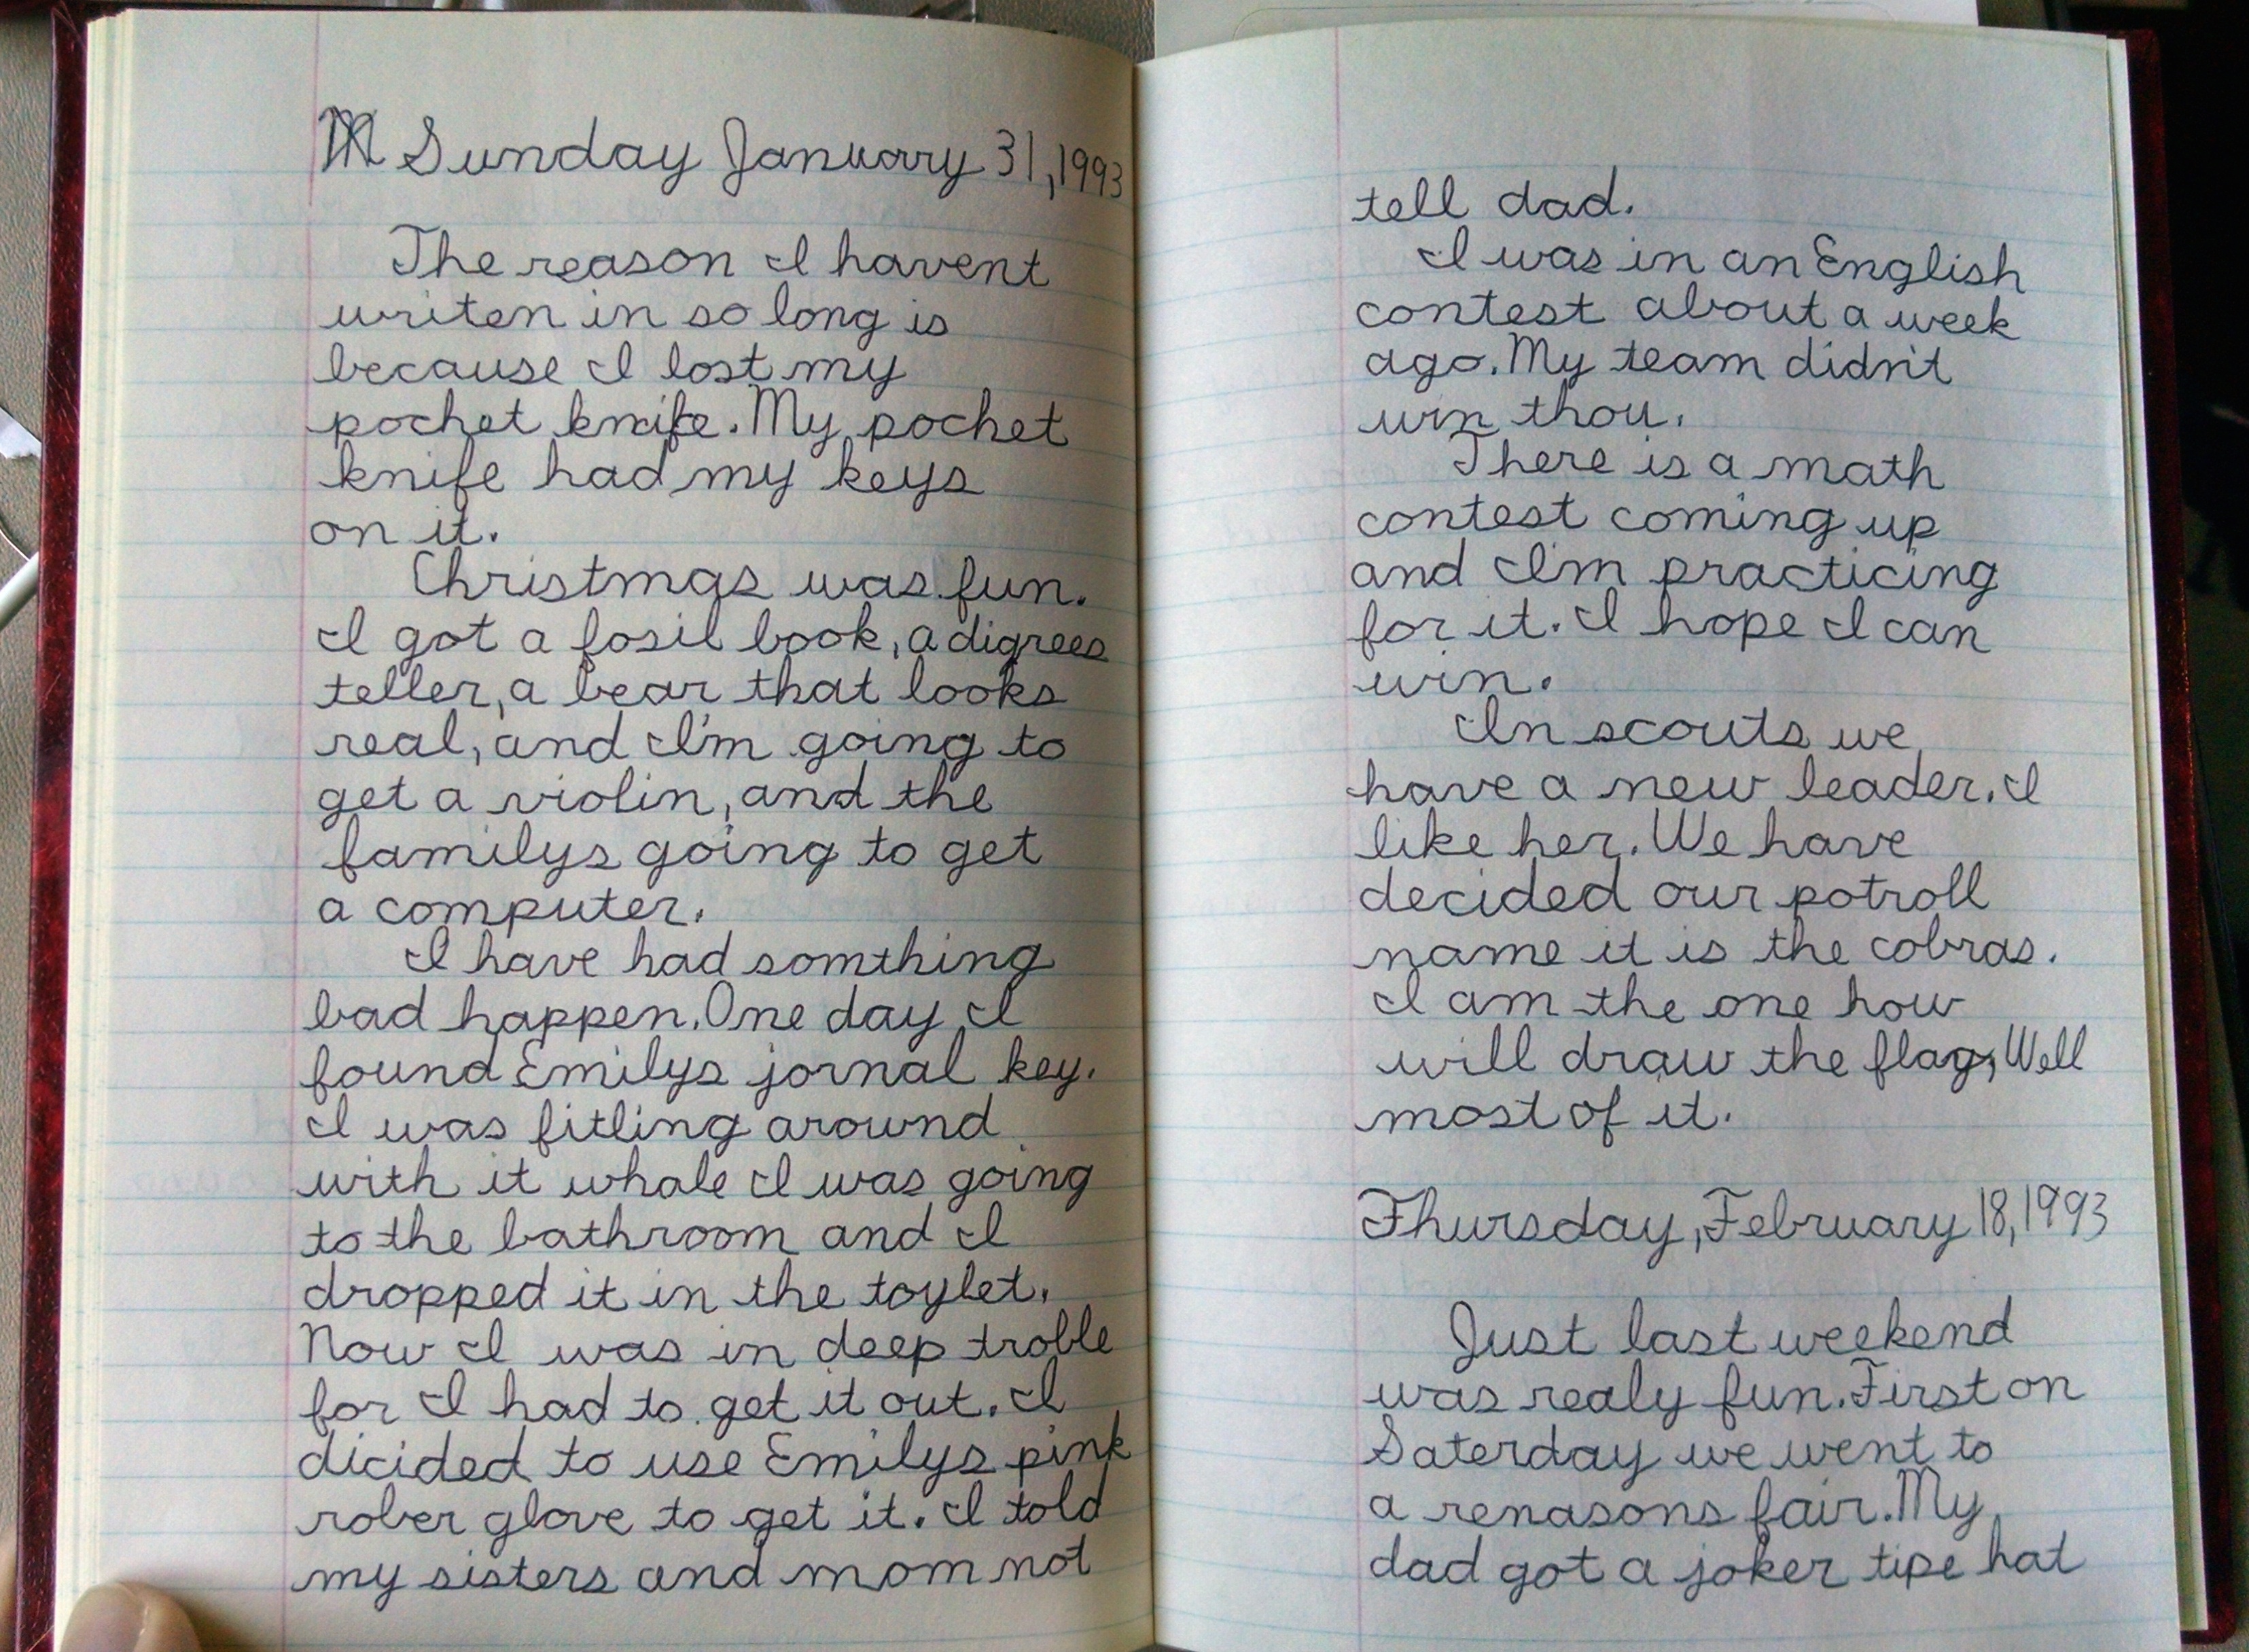 Sunday January 31, 1993
The reason I havent
writen in so long is
because I lost my
pochet knife. My pochet
knife had my keys
on it.
Christmas was fun.
I got a fosil book, a digrees
teller, a bear that looks
real, and I'm going to
get a violin, and the
familys going to get
a computer.
I have had somthing
bad happen. One day I
found Emilys jornal key.
I was fitling around
with it whale I was going
to the bathroom and I
dropped it in the toylet.
Now I was in deep troble
for I had to get it out. I
dicided to use Emilys pink
rober glove to get it. I told
my sisters and mom not
tell dad.
I was in an English
contest about a week
ago. My team didn't
win thou.
There is a math
contest coming up
and I'm practicing
for it. I hope I can
win.
In scouts we
have a new leader. I
like her. We have
decided our potroll
name it is the cobras.
I am the one how
will draw the flag, Well
most of it.
Thursday, February 18, 1993
Just last weekend
was realy fun. First on
Saterday we went to
a renasons fair. My
dad got a joker tipe hat